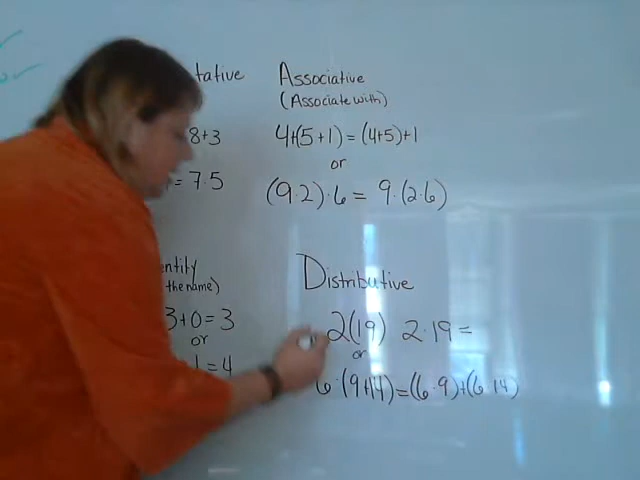 tative
8+3
= 7·5
Associative
(Associate with)
4+(5+1) = (4+5)+1
or
(9·2)·6 = 9·(2·6)
entity
the name)
3+0=3
or
1=4
Distributive
2(19) 2·19=
or
6·(9+14)=(6·9)+(6·14)